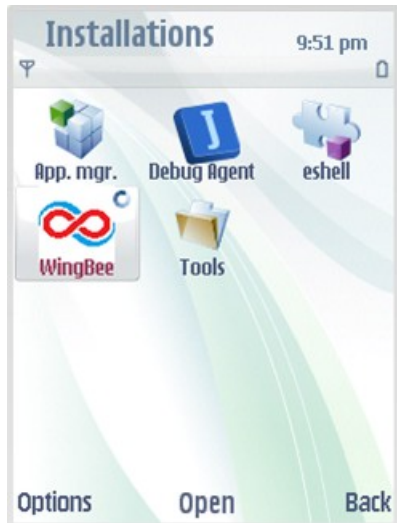 Installations
9:51 pm
App. mgr.
Debug Agent
eshell
WingBee
Tools
Options
Open
Back